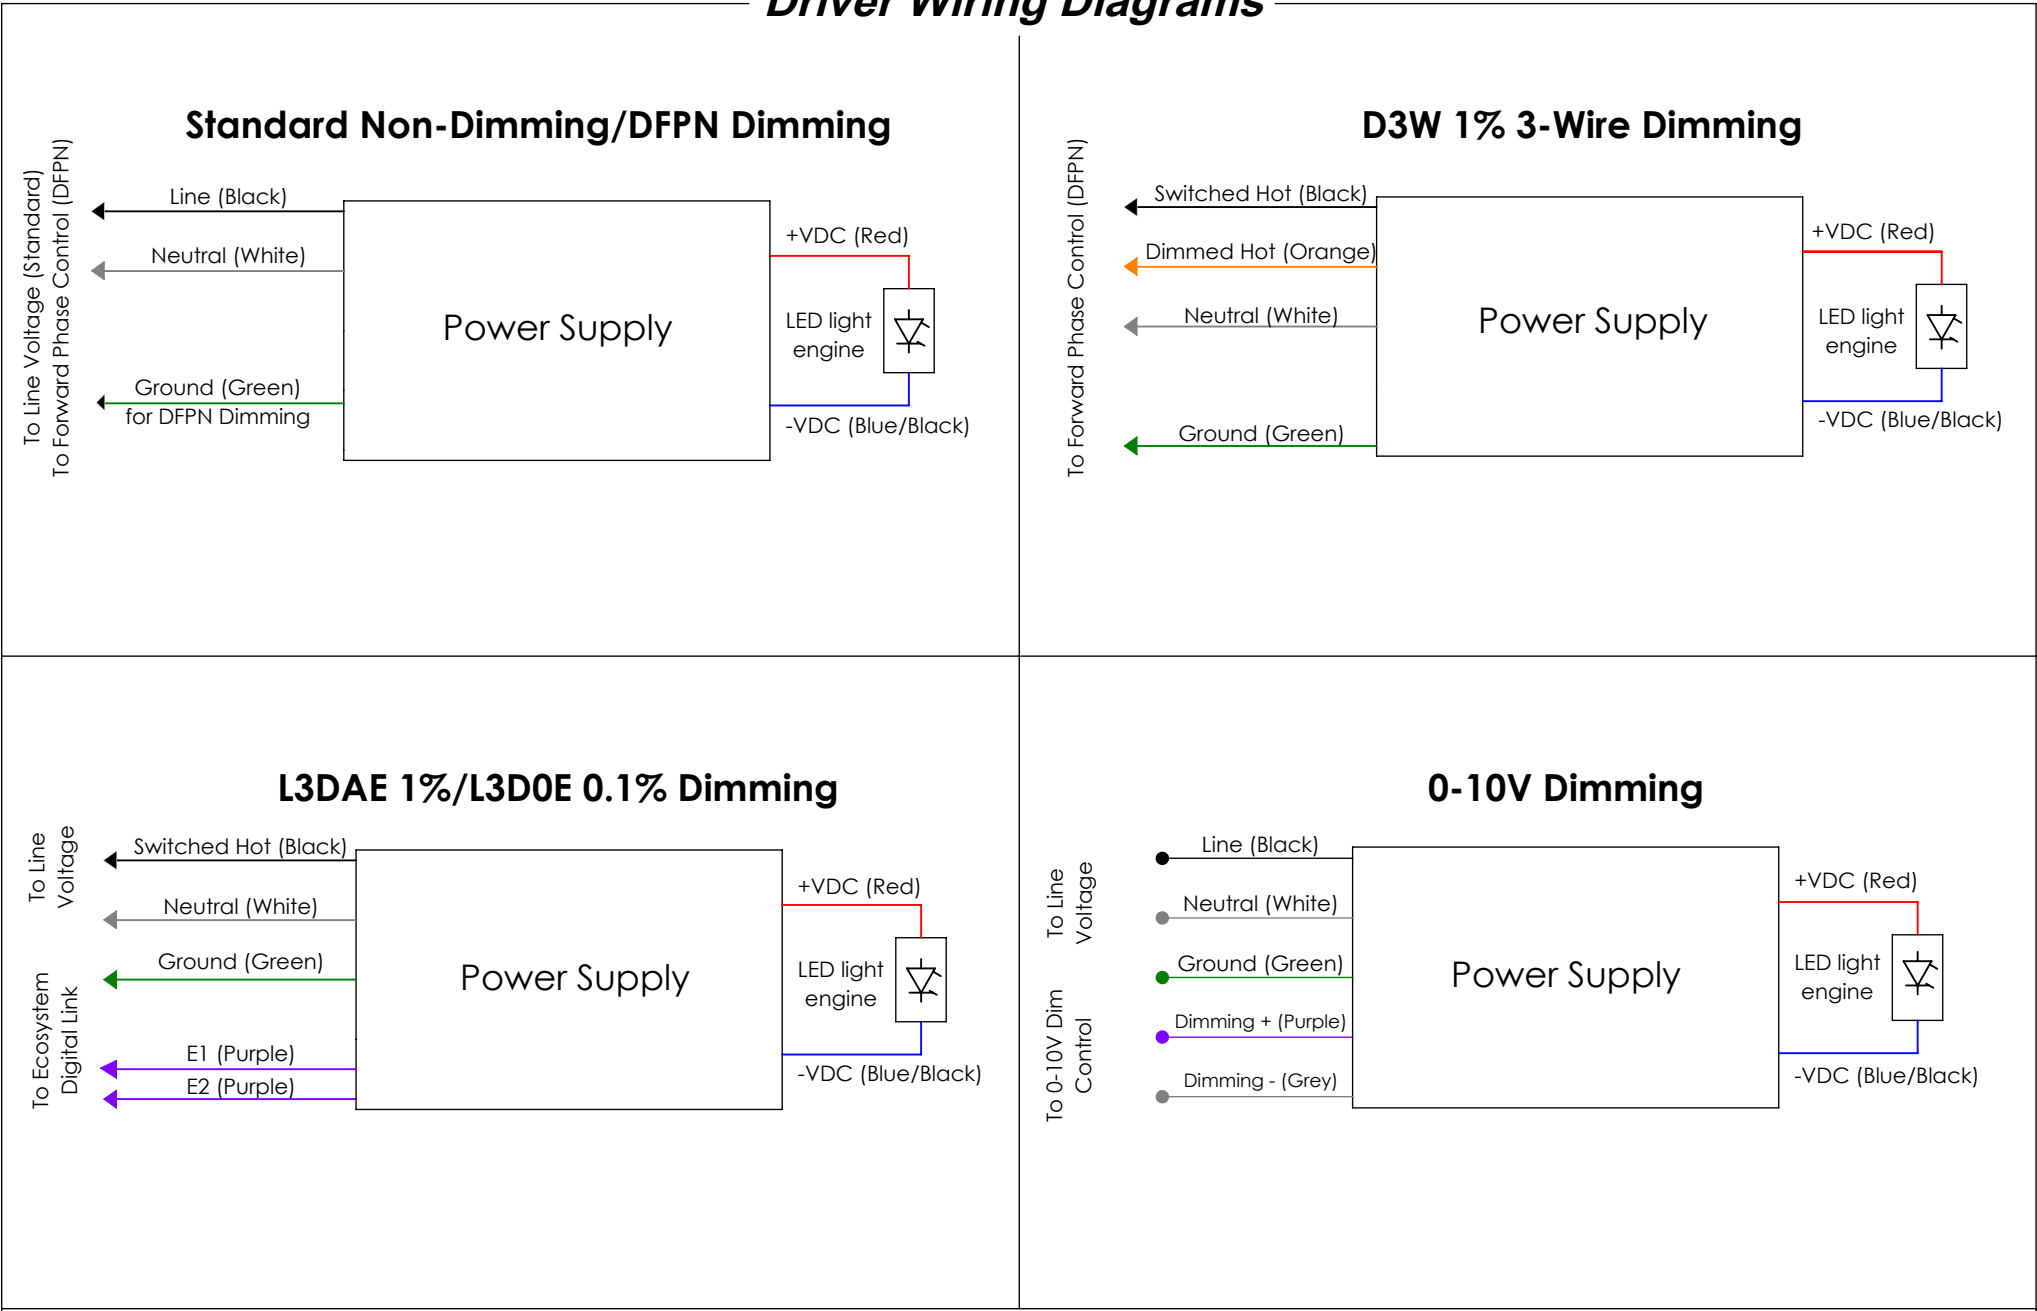 Driver Wiring Diagrams
Standard Non-Dimming/DFPN Dimming
To Line Voltage (Standard)
To Forward Phase Control (DFPN)
Line (Black)
Neutral (White)
Ground (Green)
for DFPN Dimming
Power Supply
+VDC (Red)
LED light
engine
-VDC (Blue/Black)
D3W 1% 3-Wire Dimming
To Forward Phase Control (DFPN)
Switched Hot (Black)
Dimmed Hot (Orange)
Neutral (White)
Ground (Green)
Power Supply
+VDC (Red)
LED light
engine
-VDC (Blue/Black)
L3DAE 1%/L3D0E 0.1% Dimming
To Line
Voltage
To Ecosystem
Digital Link
Switched Hot (Black)
Neutral (White)
Ground (Green)
E1 (Purple)
E2 (Purple)
Power Supply
+VDC (Red)
LED light
engine
-VDC (Blue/Black)
0-10V Dimming
To Line
Voltage
To 0-10V Dim
Control
Line (Black)
Neutral (White)
Ground (Green)
Dimming + (Purple)
Dimming - (Grey)
Power Supply
+VDC (Red)
LED light
engine
-VDC (Blue/Black)